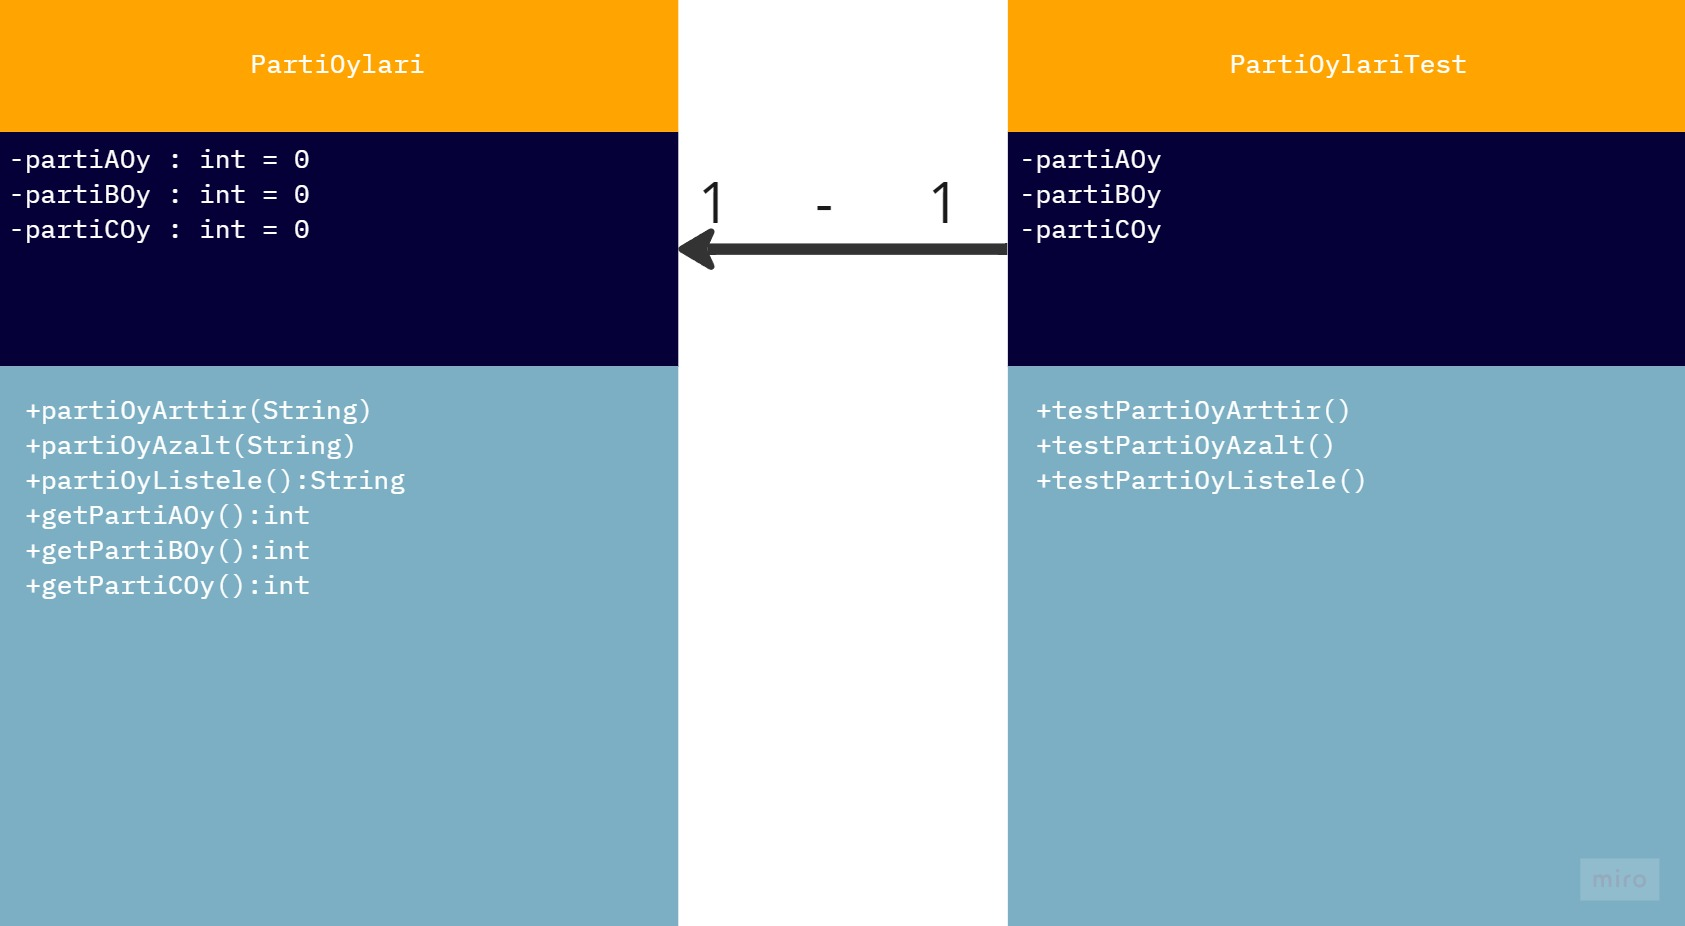 PartiOylari
-partiAOy : int = 0
-partiBOy : int = 0
-partiCOy : int = 0
+partiOyArttir(String)
+partiOyAzalt(String)
+partiOyListele():String
+getPartiAOy():int
+getPartiBOy():int
+getPartiCOy():int
1 - 1
PartiOylariTest
-partiAOy
-partiBOy
-partiCOy
+testPartiOyArttir()
+testPartiOyAzalt()
+testPartiOyListele()
miro